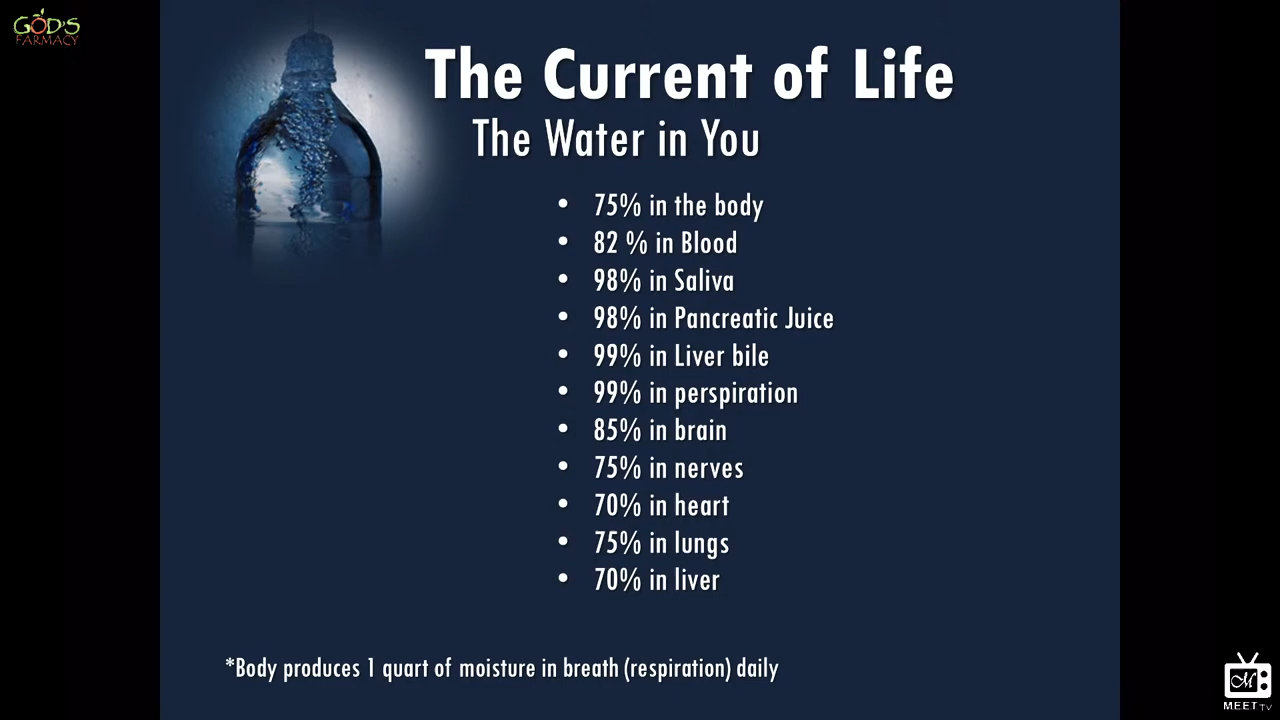 GOD'S
FARMACY
The Current of Life
The Water in You
• 75% in the body
• 82 % in Blood
• 98% in Saliva
• 98% in Pancreatic Juice
• 99% in Liver bile
• 99% in perspiration
• 85% in brain
• 75% in nerves
• 70% in heart
• 75% in lungs
• 70% in liver
*Body produces 1 quart of moisture in breath (respiration) daily
M
MEET TV